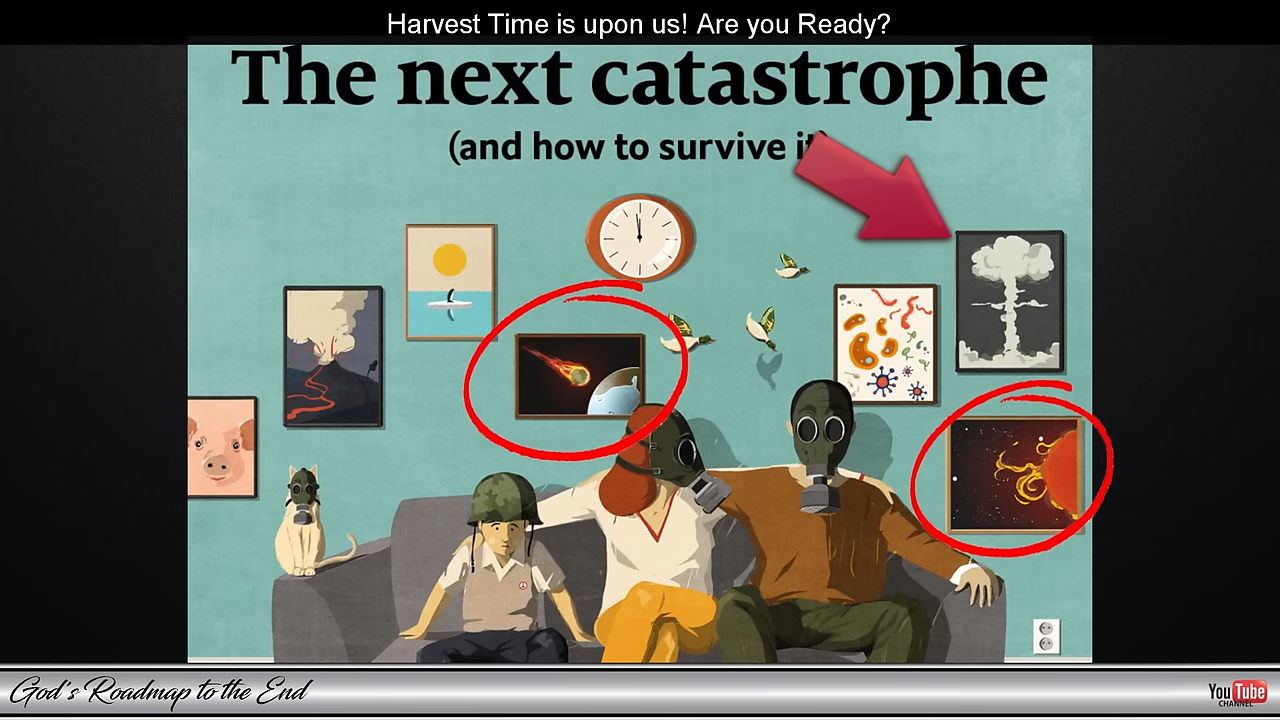 Harvest Time is upon us! Are you Ready?
The next catastrophe
(and how to survive it)
God's Roadmap to the End
YouTube
CHANNEL